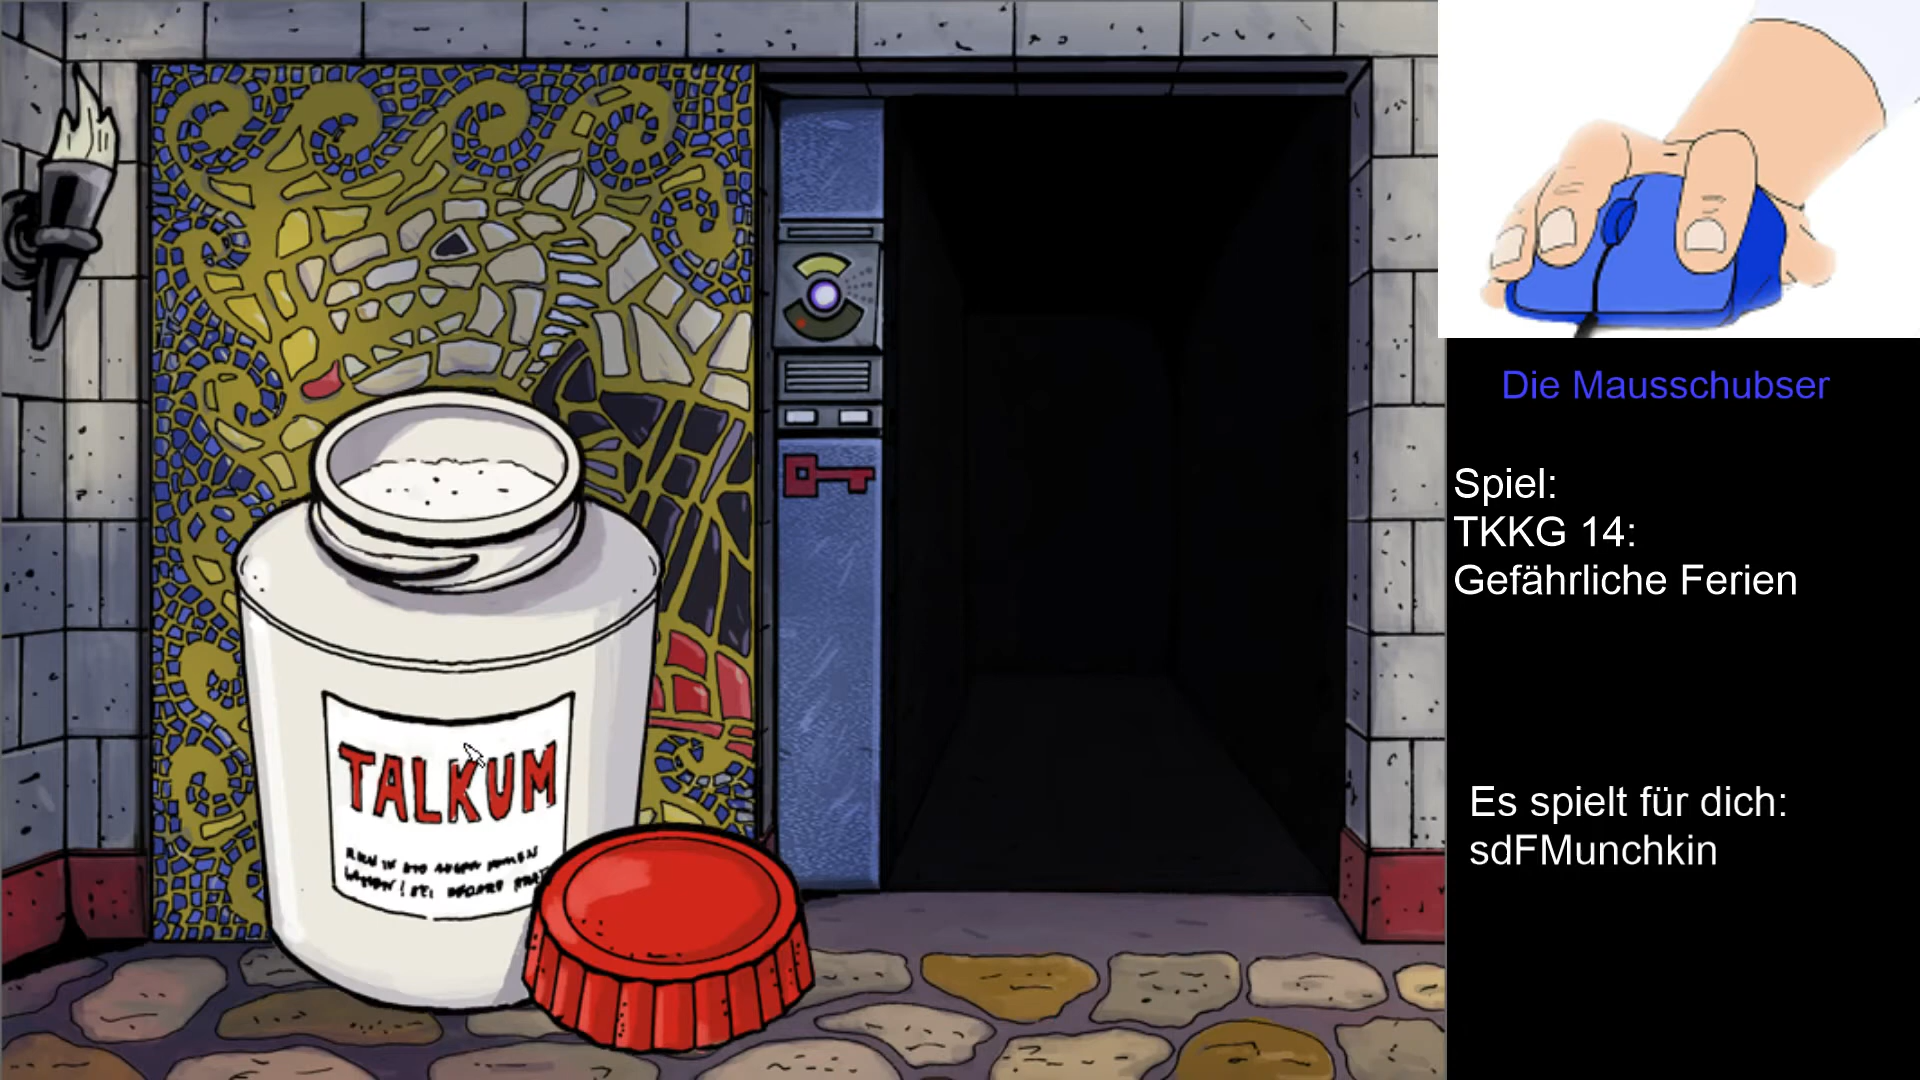 TALKUM
Die Mausschubser
Spiel:
TKKG 14:
Gefährliche Ferien
Es spielt für dich:
sdFMunchkin